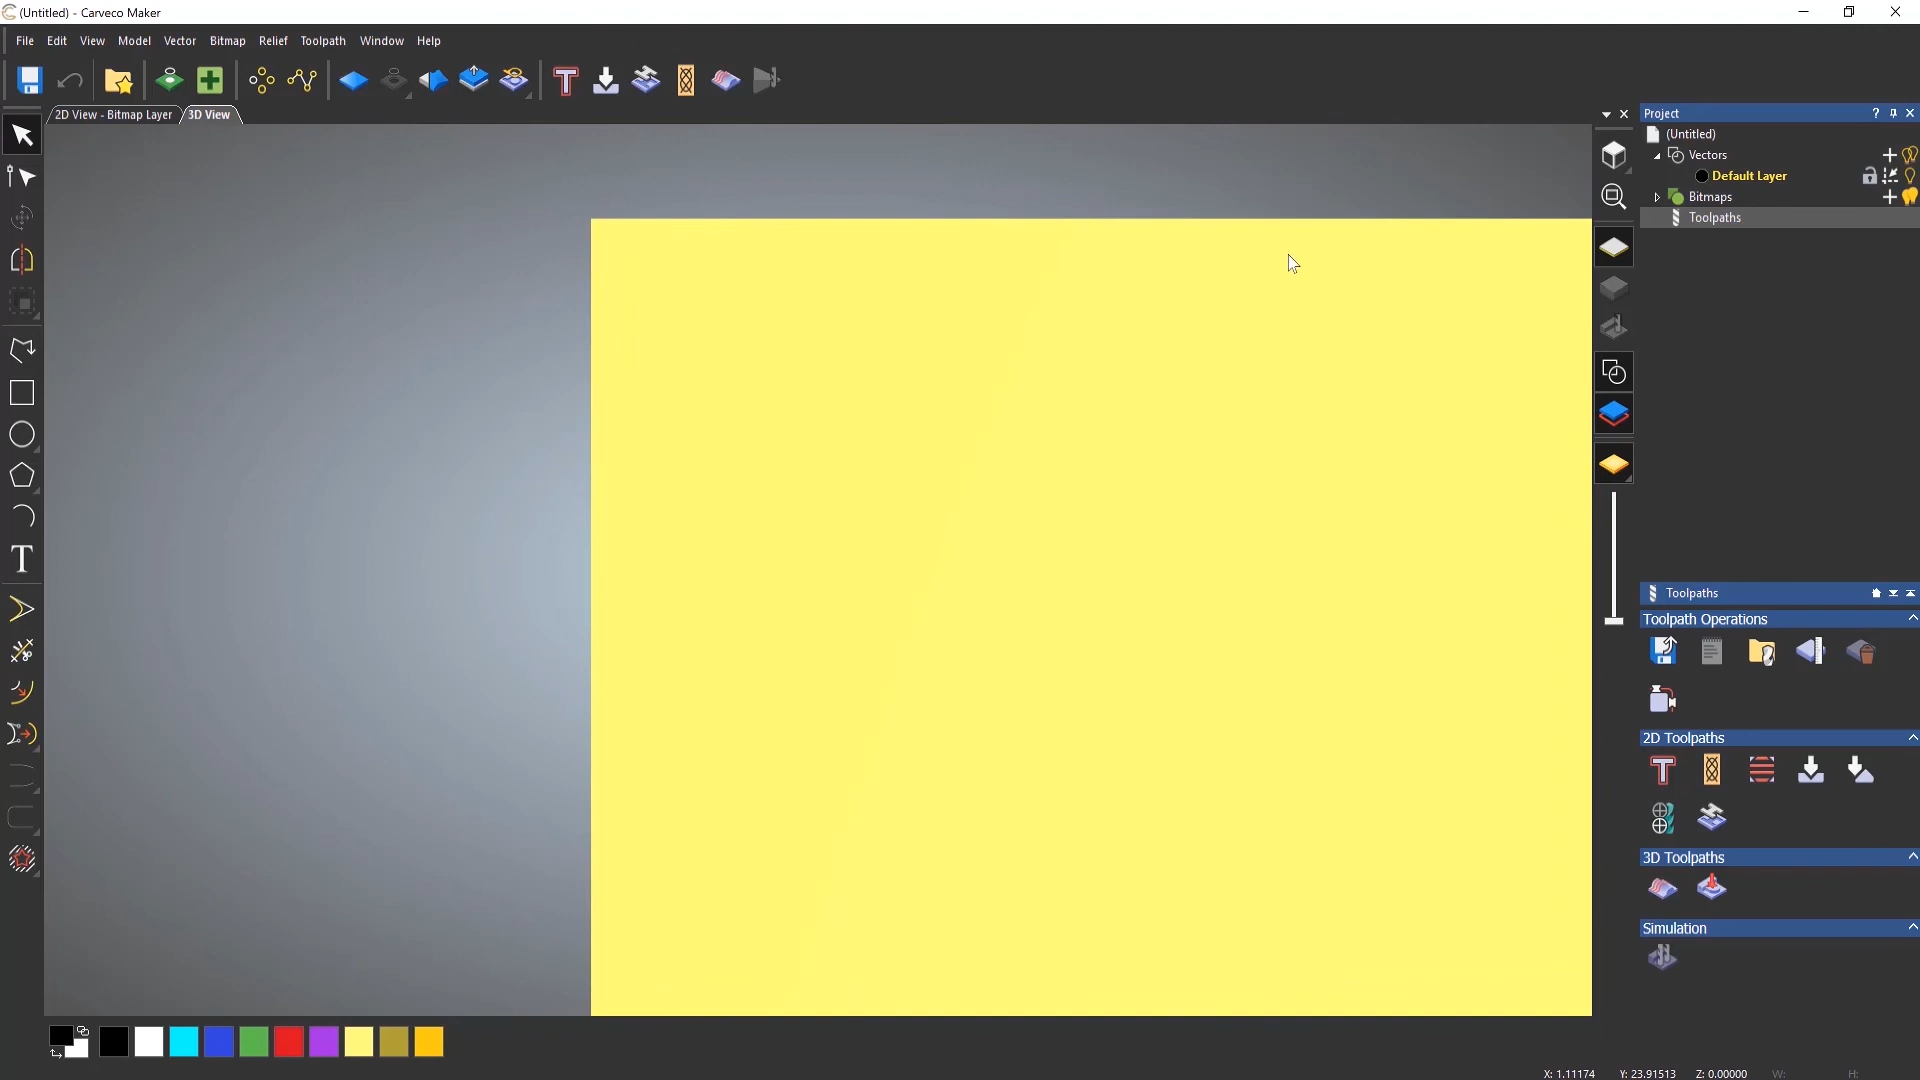 (Untitled) - Carveco Maker
File Edit View Model Vector Bitmap Relief Toolpath Window Help
2D View - Bitmap Layer 3D View
Project
(Untitled)
Vectors
Default Layer
Bitmaps
Toolpaths
Toolpaths
Toolpath Operations
2D Toolpaths
3D Toolpaths
Simulation
X: 1.11174 Y: 23.91513 Z: 0.00000 W: H: